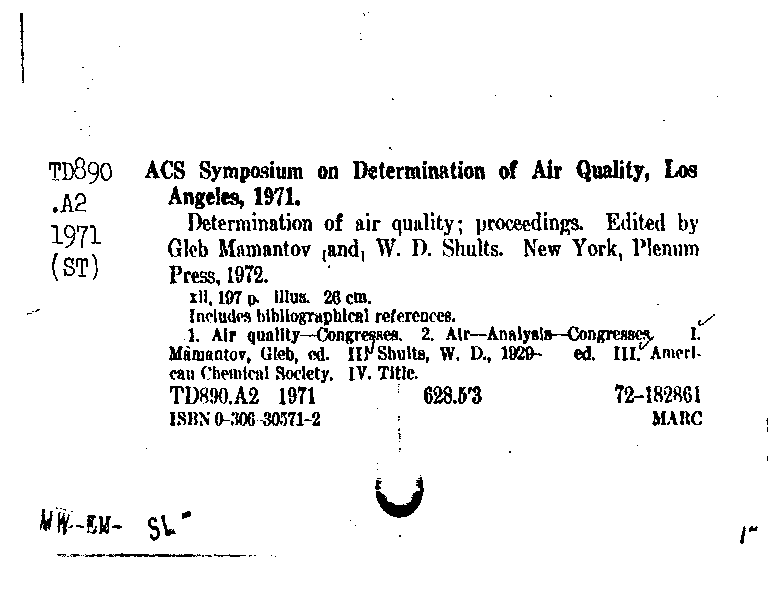 TD890
.A2
1971
(ST)
ACS Symposium on Determination of Air Quality, Los
Angeles, 1971.
Determination of air quality; proceedings. Edited by
Gleb Mamantov [and] W. D. Shults. New York, Plenum
Press, 1972.
xii, 197 p. illus. 26 cm.
Includes bibliographical references.
1. Air quality—Congresses. 2. Air—Analysis—Congresses. I.
Mamantov, Gleb, ed. II. Shults, W. D., 1929– ed. III. Ameri-
can Chemical Society. IV. Title.
TD890.A2 1971 628.5'3 72-182861
ISBN 0-306-30571-2 MARC
MW-EM- SL